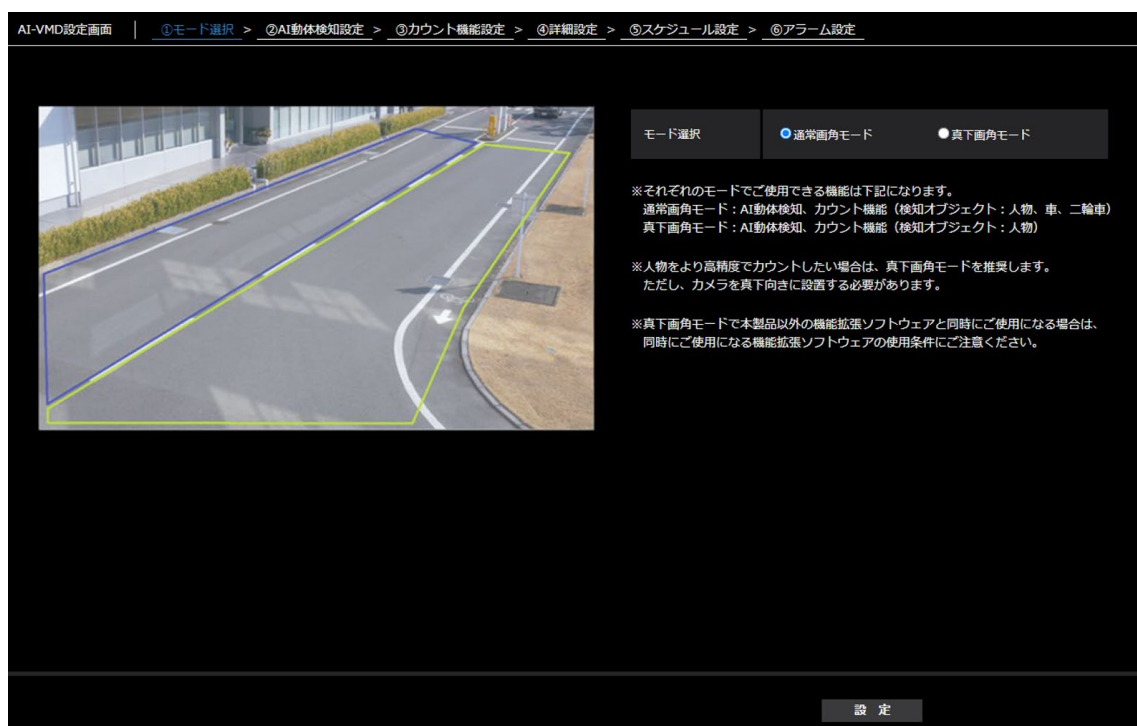 AI-VMD設定画面 ①モード選択 > ②AI動体検知設定 > ③カウント機能設定 > ④詳細設定 > ⑤スケジュール設定 > ⑥アラーム設定
モード選択 通常画角モード 真下画角モード
※それぞれのモードでご使用できる機能は下記になります。
通常画角モード：AI動体検知、カウント機能（検知オブジェクト：人物、車、二輪車）
真下画角モード：AI動体検知、カウント機能（検知オブジェクト：人物）
※人物をより高精度でカウントしたい場合は、真下画角モードを推奨します。
ただし、カメラを真下向きに設置する必要があります。
※真下画角モードで本製品以外の機能拡張ソフトウェアと同時にご使用になる場合は、
同時にご使用になる機能拡張ソフトウェアの使用条件にご注意ください。
設 定